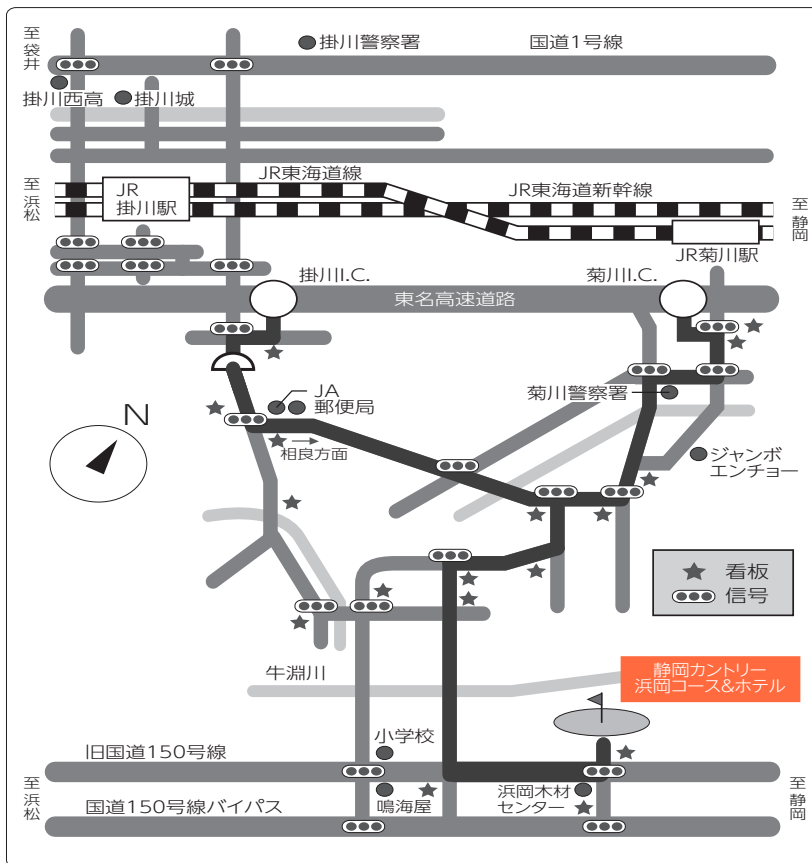 至袋井
掛川警察署
国道1号線
掛川西高
掛川城
至浜松
JR
掛川駅
JR東海道線
JR東海道新幹線
至静岡
JR菊川駅
掛川I.C.
菊川I.C.
東名高速道路
N
JA
郵便局
相良方面
菊川警察署
ジャンボ
エンチョー
看板
信号
牛淵川
静岡カントリー
浜岡コース&ホテル
小学校
旧国道150号線
至浜松
国道150号線バイパス
鳴海屋
浜岡木材
センター
至静岡